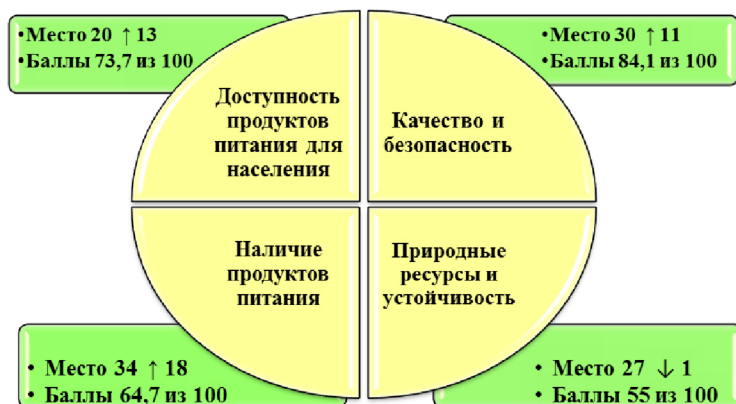 •Место 20 ↑ 13
•Баллы 73,7 из 100
•Место 30 ↑ 11
•Баллы 84,1 из 100
Доступность
продуктов
питания для
населения
Качество и
безопасность
Наличие
продуктов
питания
Природные
ресурсы и
устойчивость
• Место 34 ↑ 18
• Баллы 64,7 из 100
• Место 27 ↓ 1
• Баллы 55 из 100